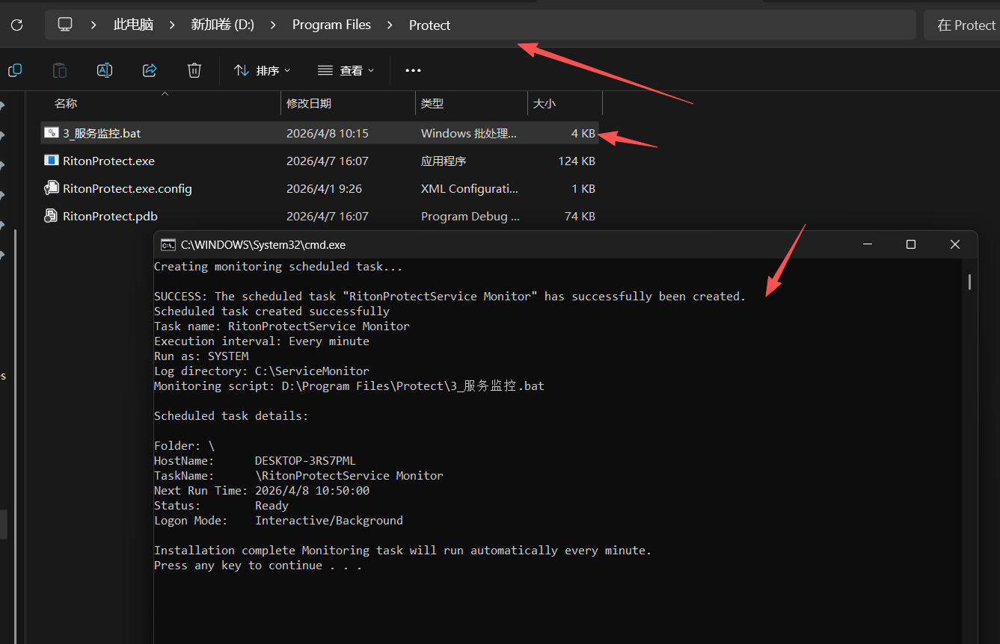 此电脑 > 新加卷 (D:) > Program Files > Protect
在 Protect
排序 查看
名称 修改日期 类型 大小
3_服务监控.bat 2026/4/8 10:15 Windows 批处理... 4 KB
RitonProtect.exe 2026/4/7 16:07 应用程序 124 KB
RitonProtect.exe.config 2026/4/1 9:26 XML Configurati... 1 KB
RitonProtect.pdb 2026/4/7 16:07 Program Debug ... 74 KB
C:\WINDOWS\System32\cmd.exe
Creating monitoring scheduled task...
SUCCESS: The scheduled task "RitonProtectService Monitor" has successfully been created.
Scheduled task created successfully
Task name: RitonProtectService Monitor
Execution interval: Every minute
Run as: SYSTEM
Log directory: C:\ServiceMonitor
Monitoring script: D:\Program Files\Protect\3_服务监控.bat
Scheduled task details:
Folder: \
HostName: DESKTOP-3RS7PML
TaskName: \RitonProtectService Monitor
Next Run Time: 2026/4/8 10:50:00
Status: Ready
Logon Mode: Interactive/Background
Installation complete Monitoring task will run automatically every minute.
Press any key to continue . . .